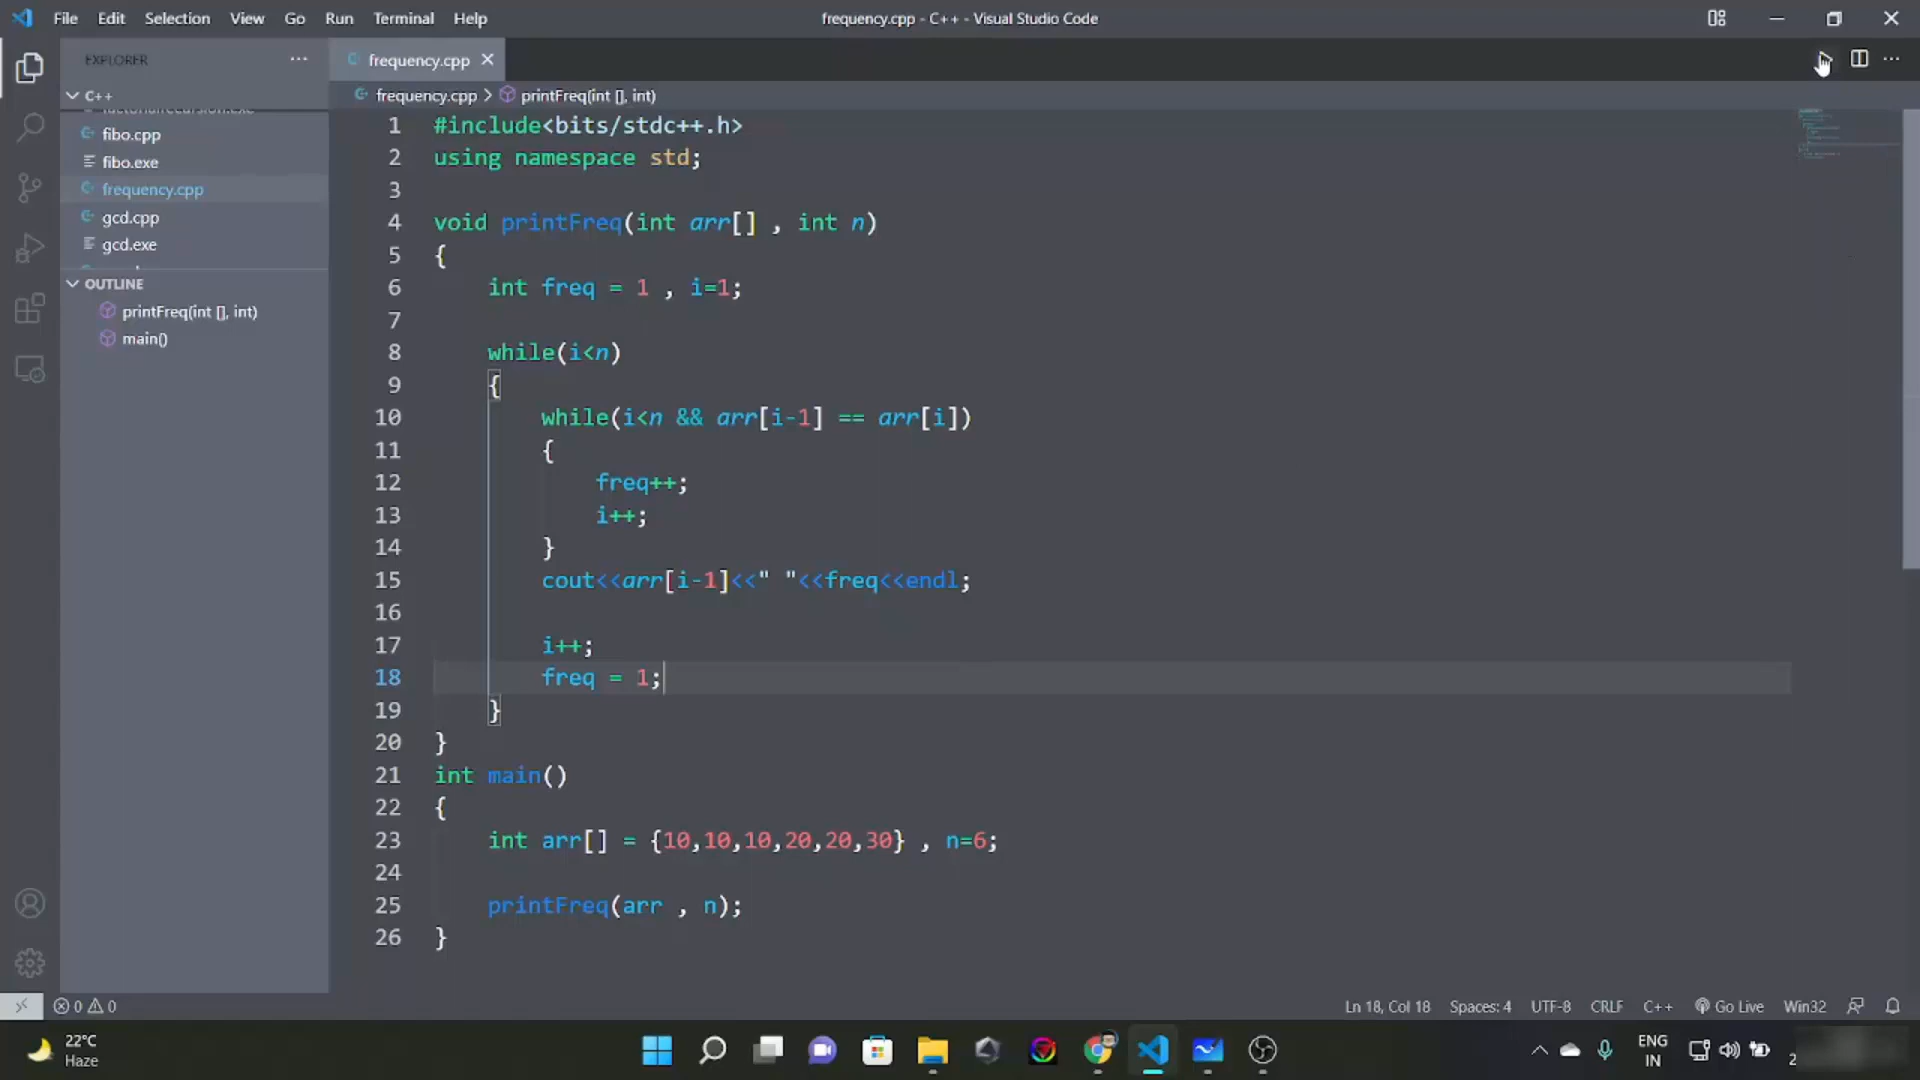 File Edit Selection View Go Run Terminal Help
frequency.cpp - C++ - Visual Studio Code
EXPLORER
C++
fibo.cpp
fibo.exe
frequency.cpp
gcd.cpp
gcd.exe
OUTLINE
printFreq(int [], int)
main()
frequency.cpp
frequency.cpp > printFreq(int [], int)
1 #include<bits/stdc++.h>
2 using namespace std;
3
4 void printFreq(int arr[] , int n)
5 {
6 int freq = 1 , i=1;
7
8 while(i<n)
9 {
10 while(i<n && arr[i-1] == arr[i])
11 {
12 freq++;
13 i++;
14 }
15 cout<<arr[i-1]<<" "<<freq<<endl;
16
17 i++;
18 freq = 1;
19 }
20 }
21 int main()
22 {
23 int arr[] = {10,10,10,20,20,30} , n=6;
24
25 printFreq(arr , n);
26 }
0 0
Ln 18, Col 18 Spaces: 4 UTF-8 CRLF C++ Go Live Win32
22°C
Haze
ENG
IN